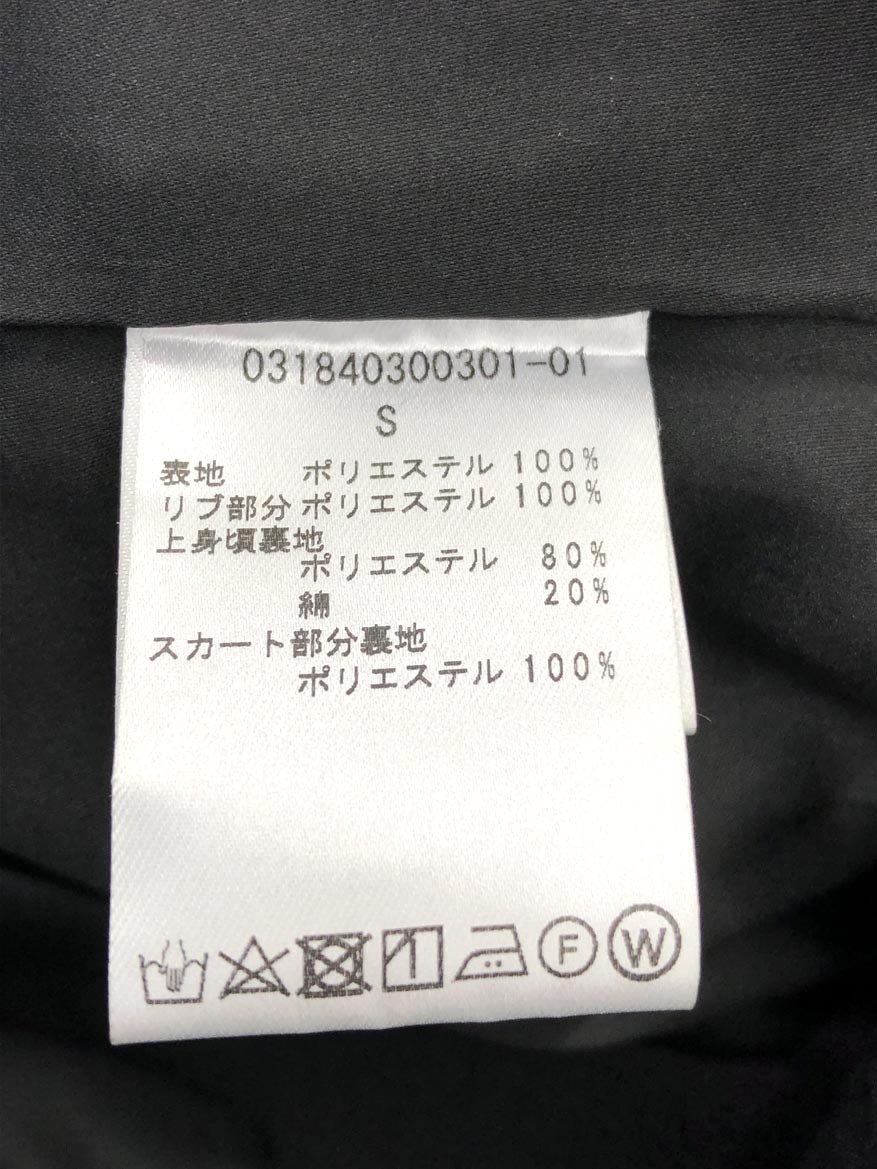 031840300301-01
S
表地 ポリエステル 100%
リブ部分 ポリエステル 100%
上身頃裏地
ポリエステル 80%
綿 20%
スカート部分裏地
ポリエステル 100%
F W